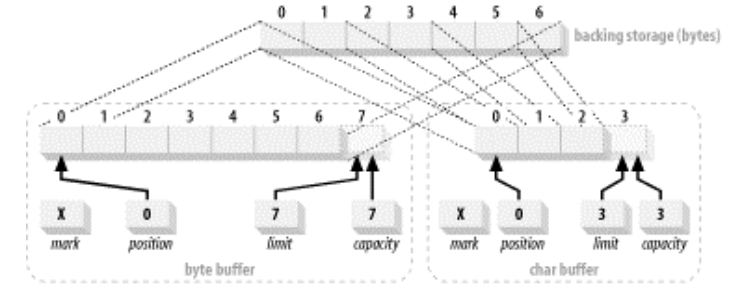 0 1 2 3 4 5 6
backing storage (bytes)
0 1 2 3 4 5 6 7
0 1 2 3
X 0 7 7
X 0 3 3
mark position limit capacity
mark position limit capacity
byte buffer
char buffer